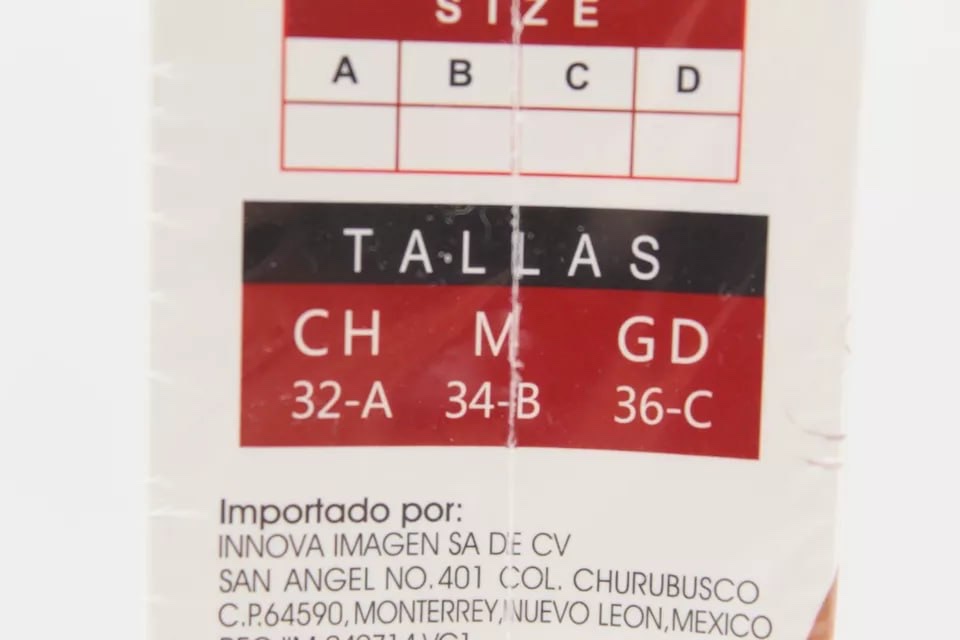 SIZE
A B C D
TALLAS
CH M GD
32-A 34-B 36-C
Importado por:
INNOVA IMAGEN SA DE CV
SAN ANGEL NO. 401 COL. CHURUBUSCO
C.P.64590, MONTERREY, NUEVO LEON, MEXICO